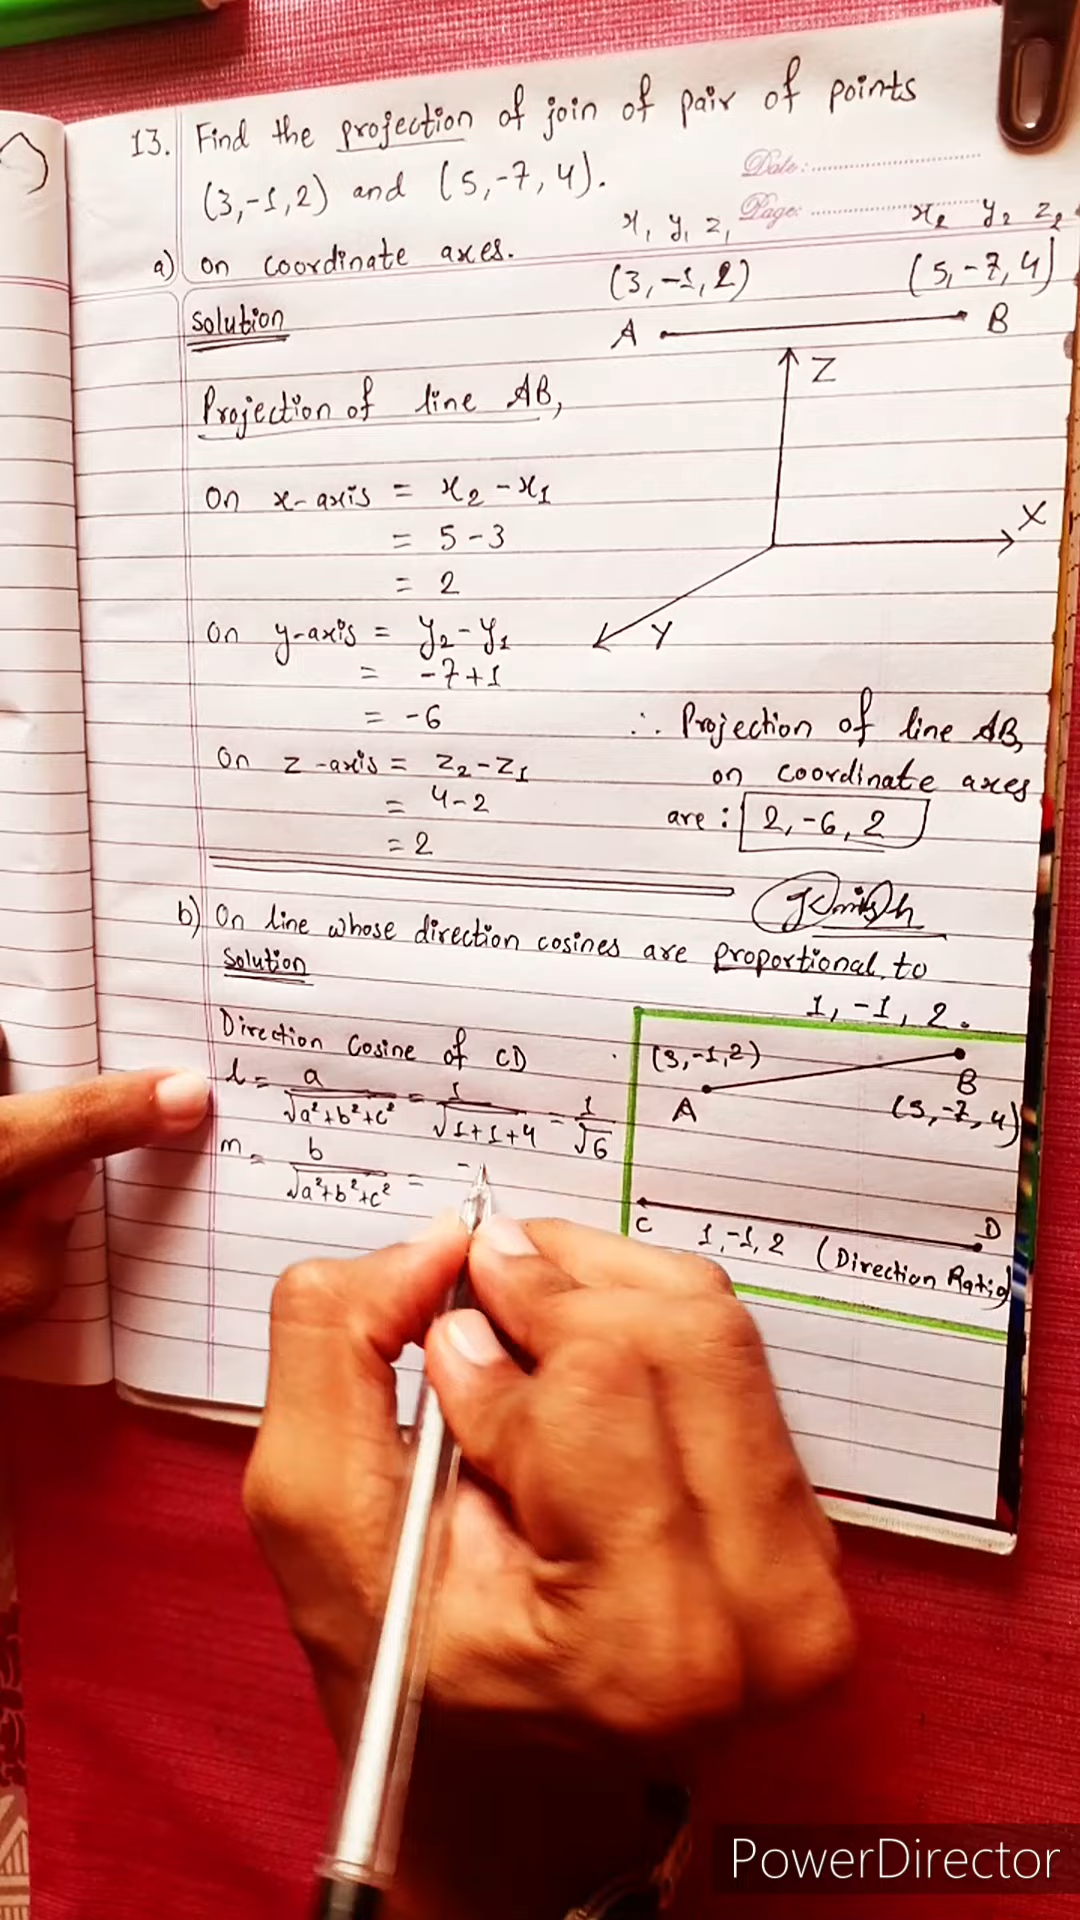 13. Find the projection of join of pair of points
(3,-1,2) and (5,-7,4).
Date:
Page:
a) on coordinate axes.
x₁ y₁ z₁
x₂ y₂ z₂
(3,-1,2)
(5,-7,4)
Solution
A
B
Z
X
Y
Projection of line AB,
On x-axis = x₂ - x₁
= 5-3
= 2
On y-axis = y₂ - y₁
= -7+1
= -6
On z-axis = z₂ - z₁
= 4-2
= 2
∴ Projection of line AB,
on coordinate axes
are : 2, -6, 2
b) On line whose direction cosines are proportional to
1, -1, 2.
Solution
Direction Cosine of CD
l = a/√a²+b²+c² = 1/√1+1+4 = 1/√6
m = b/√a²+b²+c² = -
(3,-1,2)
A
B
(5,-7,4)
C
D
1,-1,2 (Direction Ratio)
PowerDirector